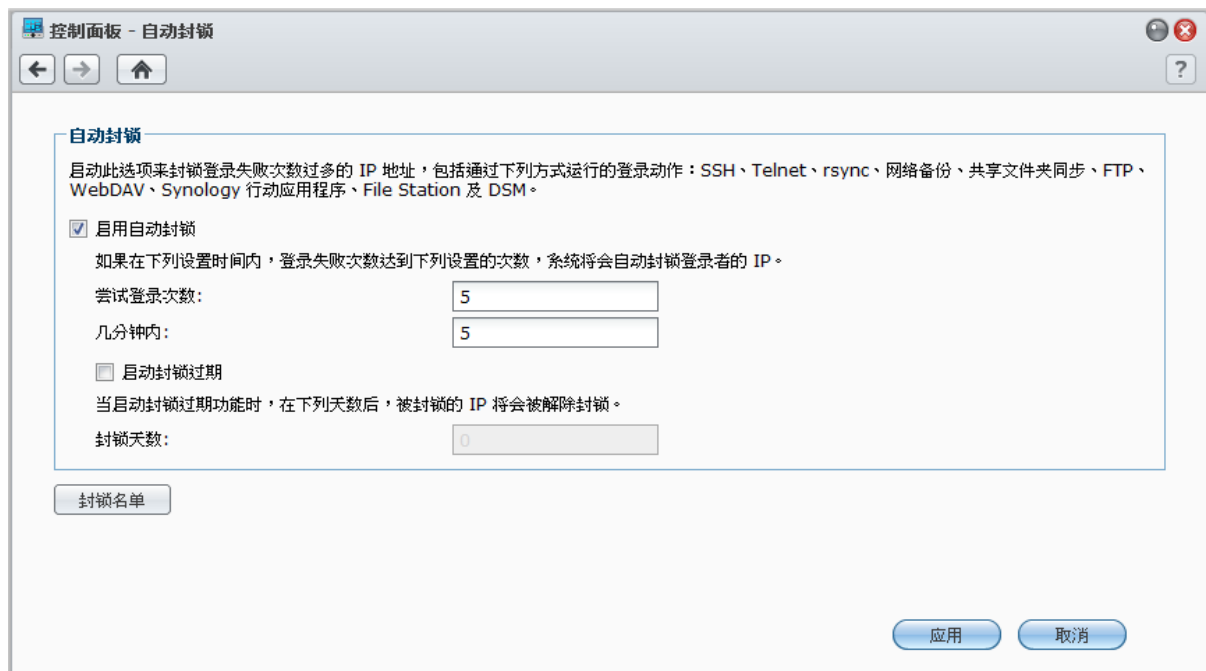 控制面板 - 自动封锁
?
自动封锁
启动此选项来封锁登录失败次数过多的 IP 地址，包括通过下列方式运行的登录动作：SSH、Telnet、rsync、网络备份、共享文件夹同步、FTP、
WebDAV、Synology 行动应用程序、File Station 及 DSM。
启用自动封锁
如果在下列设置时间内，登录失败次数达到下列设置的次数，系统将会自动封锁登录者的 IP。
尝试登录次数: 5
几分钟内: 5
启动封锁过期
当启动封锁过期功能时，在下列天数后，被封锁的 IP 将会被解除封锁。
封锁天数: 0
封锁名单
应用 取消